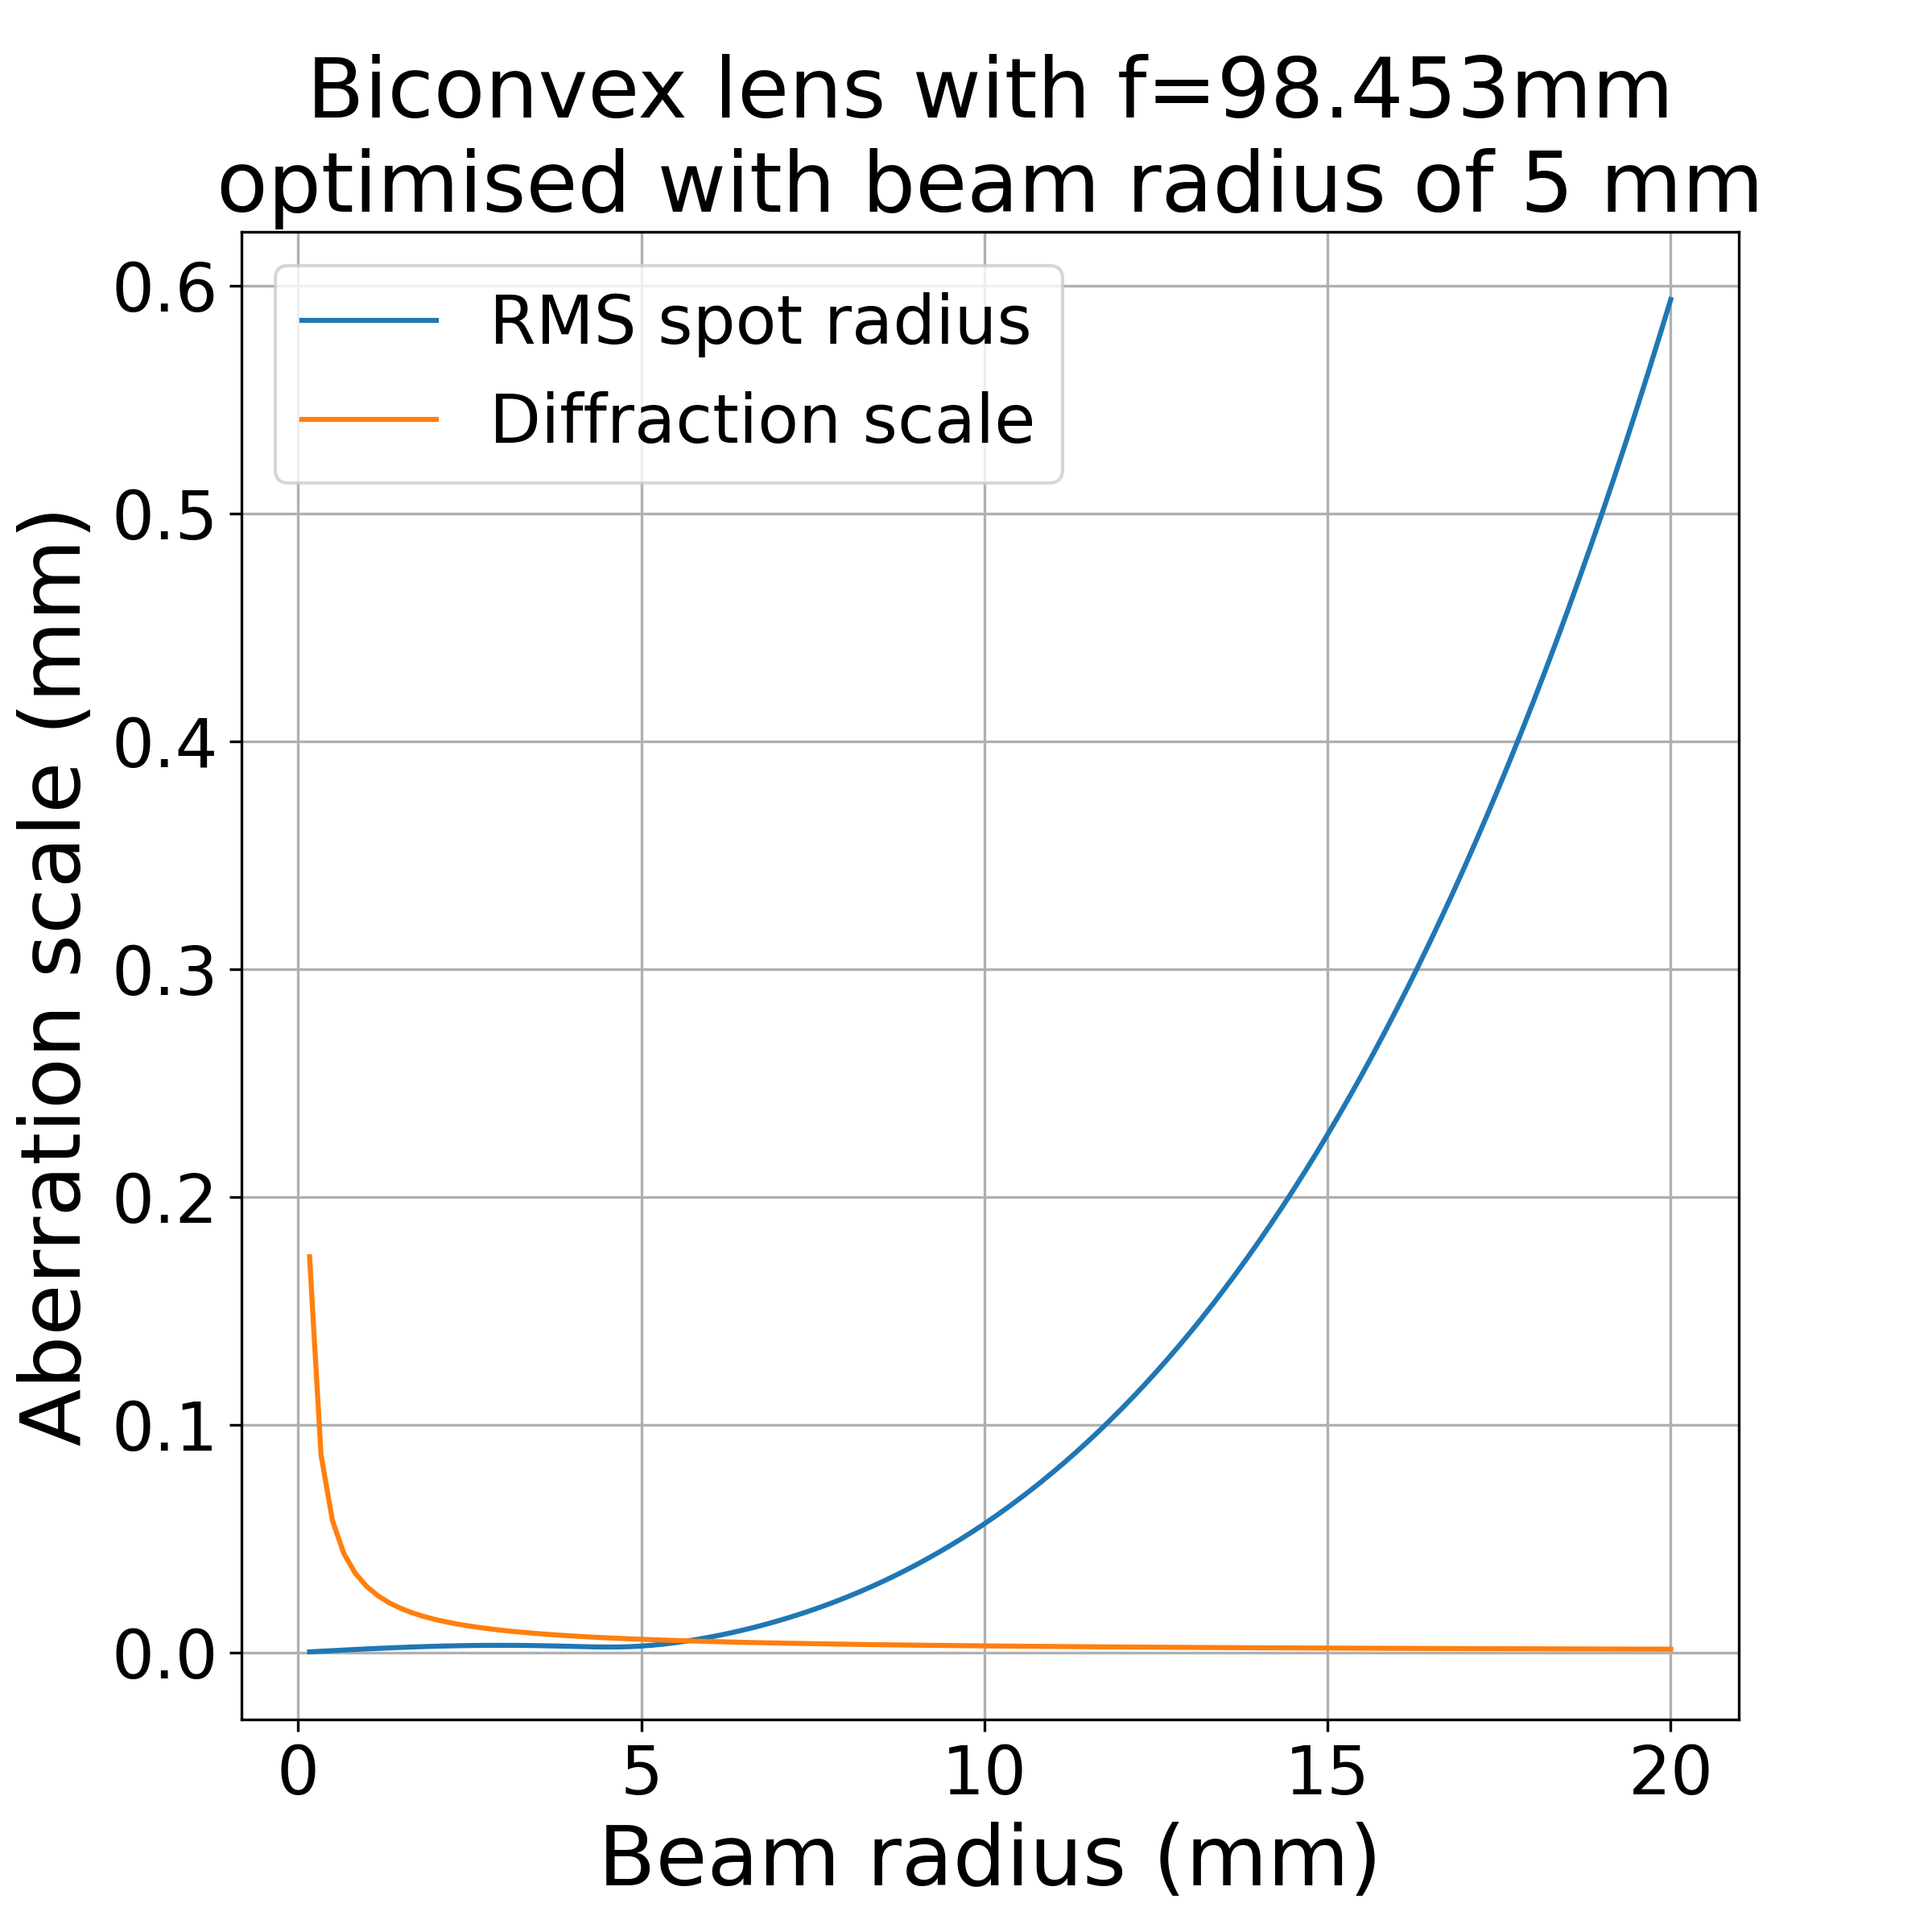 Biconvex lens with f=98.453mm
optimised with beam radius of 5 mm
RMS spot radius
Diffraction scale
Aberration scale (mm)
0.6
0.5
0.4
0.3
0.2
0.1
0.0
0 5 10 15 20
Beam radius (mm)